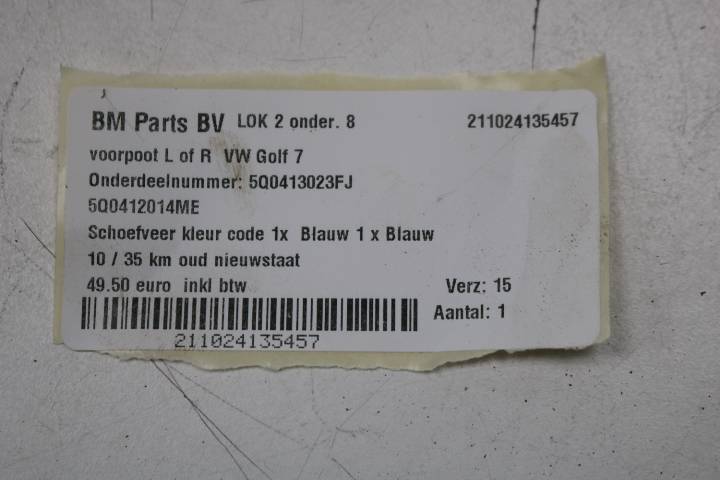 BM Parts BV LOK 2 onder. 8 211024135457
voorpoot L of R VW Golf 7
Onderdeelnummer: 5Q0413023FJ
5Q0412014ME
Schoefveer kleur code 1x Blauw 1 x Blauw
10 / 35 km oud nieuwstaat
49.50 euro inkl btw Verz: 15
Aantal: 1
211024135457